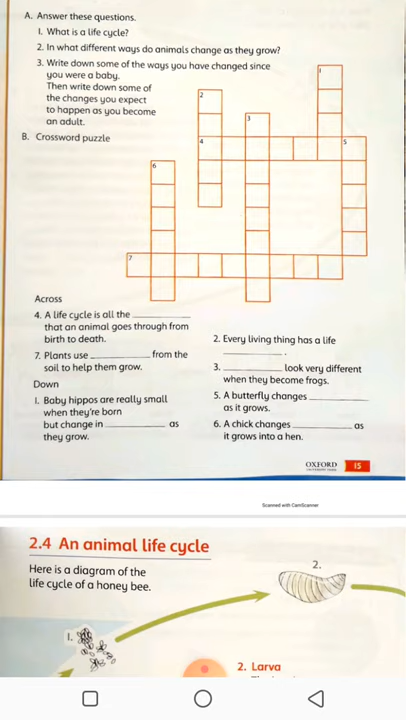 A. Answer these questions.
1. What is a life cycle?
2. In what different ways do animals change as they grow?
3. Write down some of the ways you have changed since
you were a baby.
Then write down some of
the changes you expect
to happen as you become
an adult.
B. Crossword puzzle
1
2
3
4
5
6
7
Across
4. A life cycle is all the ____________
that an animal goes through from
birth to death.
7. Plants use ____________ from the
soil to help them grow.
Down
1. Baby hippos are really small
when they're born
but change in ____________ as
they grow.
2. Every living thing has a life
____________ .
3. ____________ look very different
when they become frogs.
5. A butterfly changes ____________
as it grows.
6. A chick changes ____________ as
it grows into a hen.
OXFORD
15
Scanned with CamScanner
2.4 An animal life cycle
Here is a diagram of the
life cycle of a honey bee.
1.
2.
2. Larva